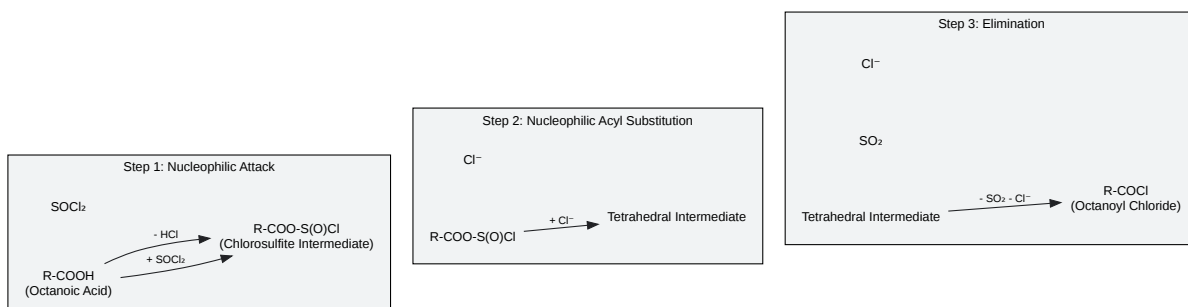 Step 1: Nucleophilic Attack
SOCl₂
R-COOH
(Octanoic Acid)
- HCl
+ SOCl₂
R-COO-S(O)Cl
(Chlorosulfite Intermediate)
Step 2: Nucleophilic Acyl Substitution
Cl⁻
R-COO-S(O)Cl
+ Cl⁻
Tetrahedral Intermediate
Step 3: Elimination
Cl⁻
SO₂
Tetrahedral Intermediate
- SO₂ - Cl⁻
R-COCl
(Octanoyl Chloride)